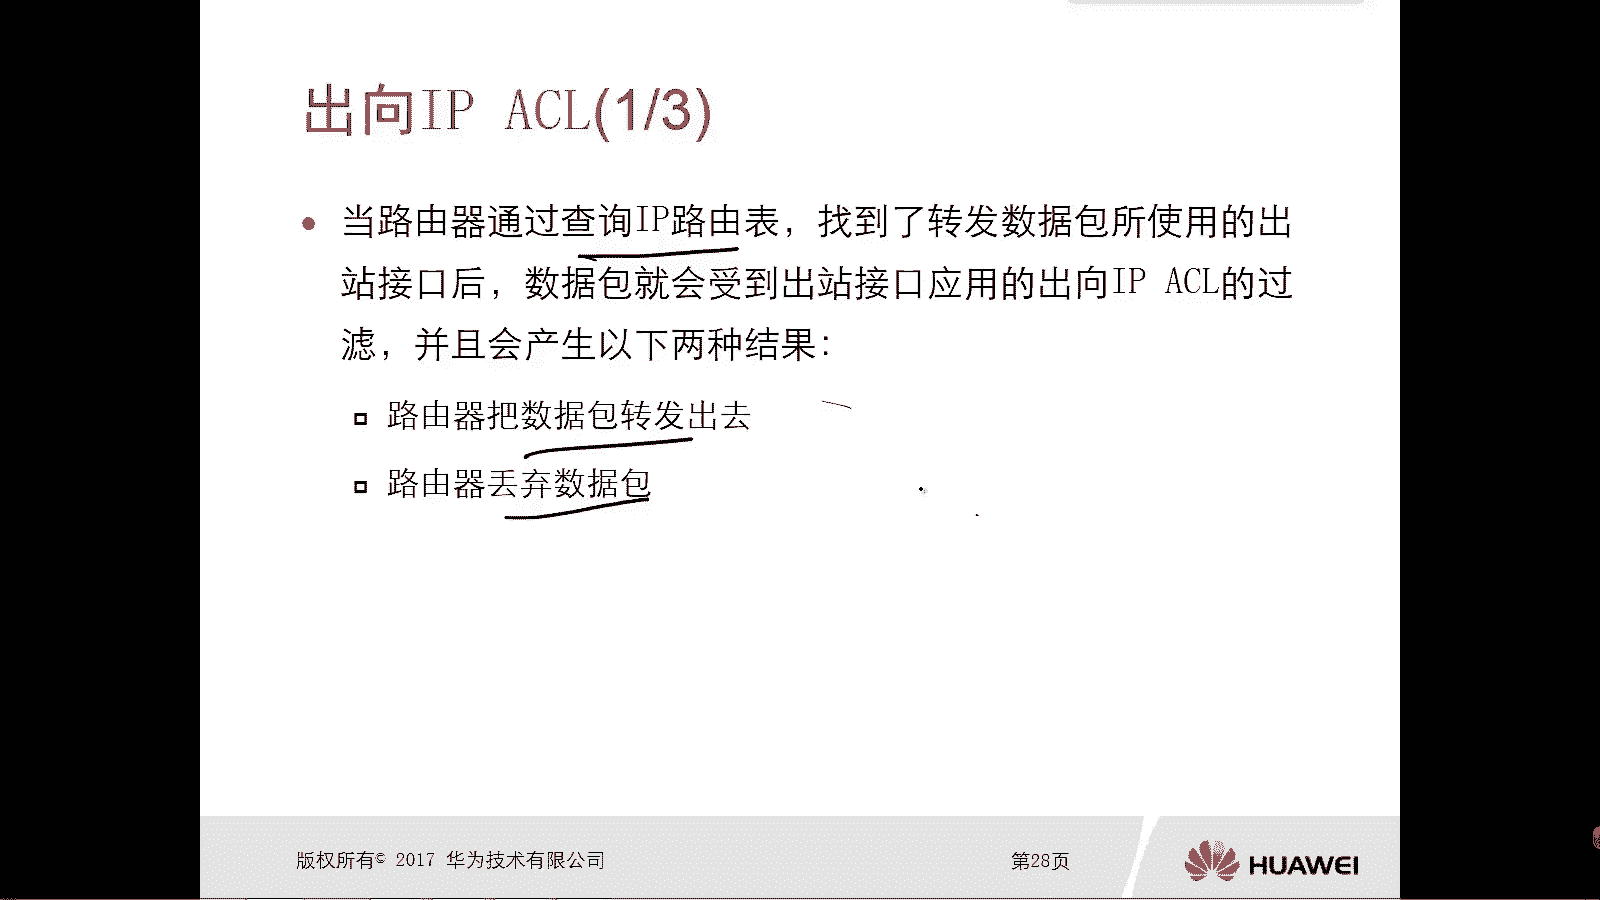 出向IP ACL(1/3)
当路由器通过查询IP路由表，找到了转发数据包所使用的出
站接口后，数据包就会受到出站接口应用的出向IP ACL的过
滤，并且会产生以下两种结果：
路由器把数据包转发出去
路由器丢弃数据包
版权所有© 2017 华为技术有限公司
第28页
HUAWEI